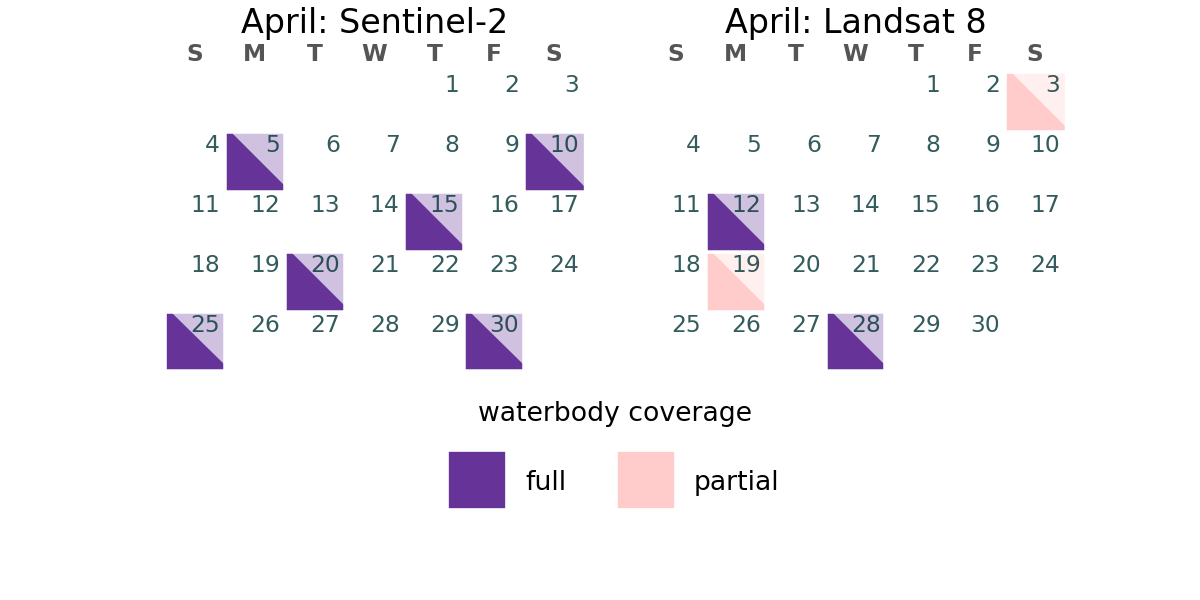 April: Sentinel-2
S M T W T F S
1 2 3
4 5 6 7 8 9 10
11 12 13 14 15 16 17
18 19 20 21 22 23 24
25 26 27 28 29 30
April: Landsat 8
S M T W T F S
1 2 3
4 5 6 7 8 9 10
11 12 13 14 15 16 17
18 19 20 21 22 23 24
25 26 27 28 29 30
waterbody coverage
full partial